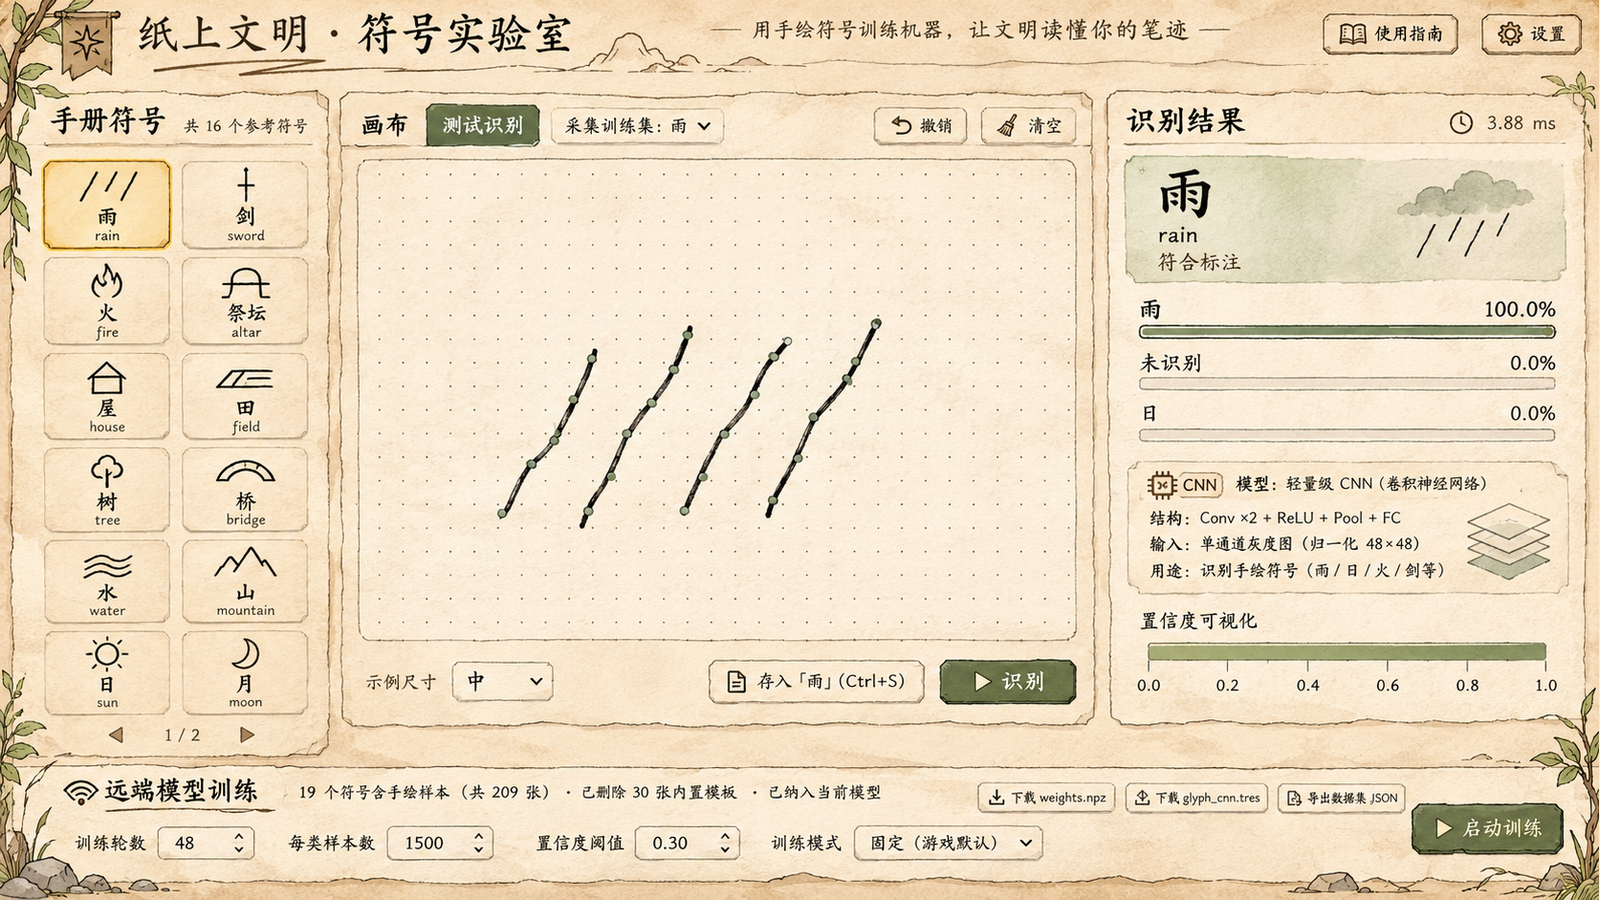 纸上文明 · 符号实验室
用手绘符号训练机器，让文明读懂你的笔迹
使用指南
设置
手册符号
共 16 个参考符号
雨
rain
剑
sword
火
fire
祭坛
altar
屋
house
田
field
树
tree
桥
bridge
水
water
山
mountain
日
sun
月
moon
1 / 2
画布
测试识别
采集训练集：雨
撤销
清空
示例尺寸
中
存入「雨」(Ctrl+S)
识别
识别结果
3.88 ms
雨
rain
符合标注
雨 100.0%
未识别 0.0%
日 0.0%
CNN 模型：轻量级 CNN (卷积神经网络)
结构：Conv ×2 + ReLU + Pool + FC
输入：单通道灰度图 (归一化 48×48)
用途：识别手绘符号 (雨 / 日 / 火 / 剑等)
置信度可视化
0.0 0.2 0.4 0.6 0.8 1.0
远端模型训练
19 个符号含手绘样本 (共 209 张) · 已删除 30 张内置模板 · 已纳入当前模型
下载 weights.npz
下载 glyph_cnn.tres
导出数据集 JSON
训练轮数 48
每类样本数 1500
置信度阈值 0.30
训练模式 固定 (游戏默认)
启动训练